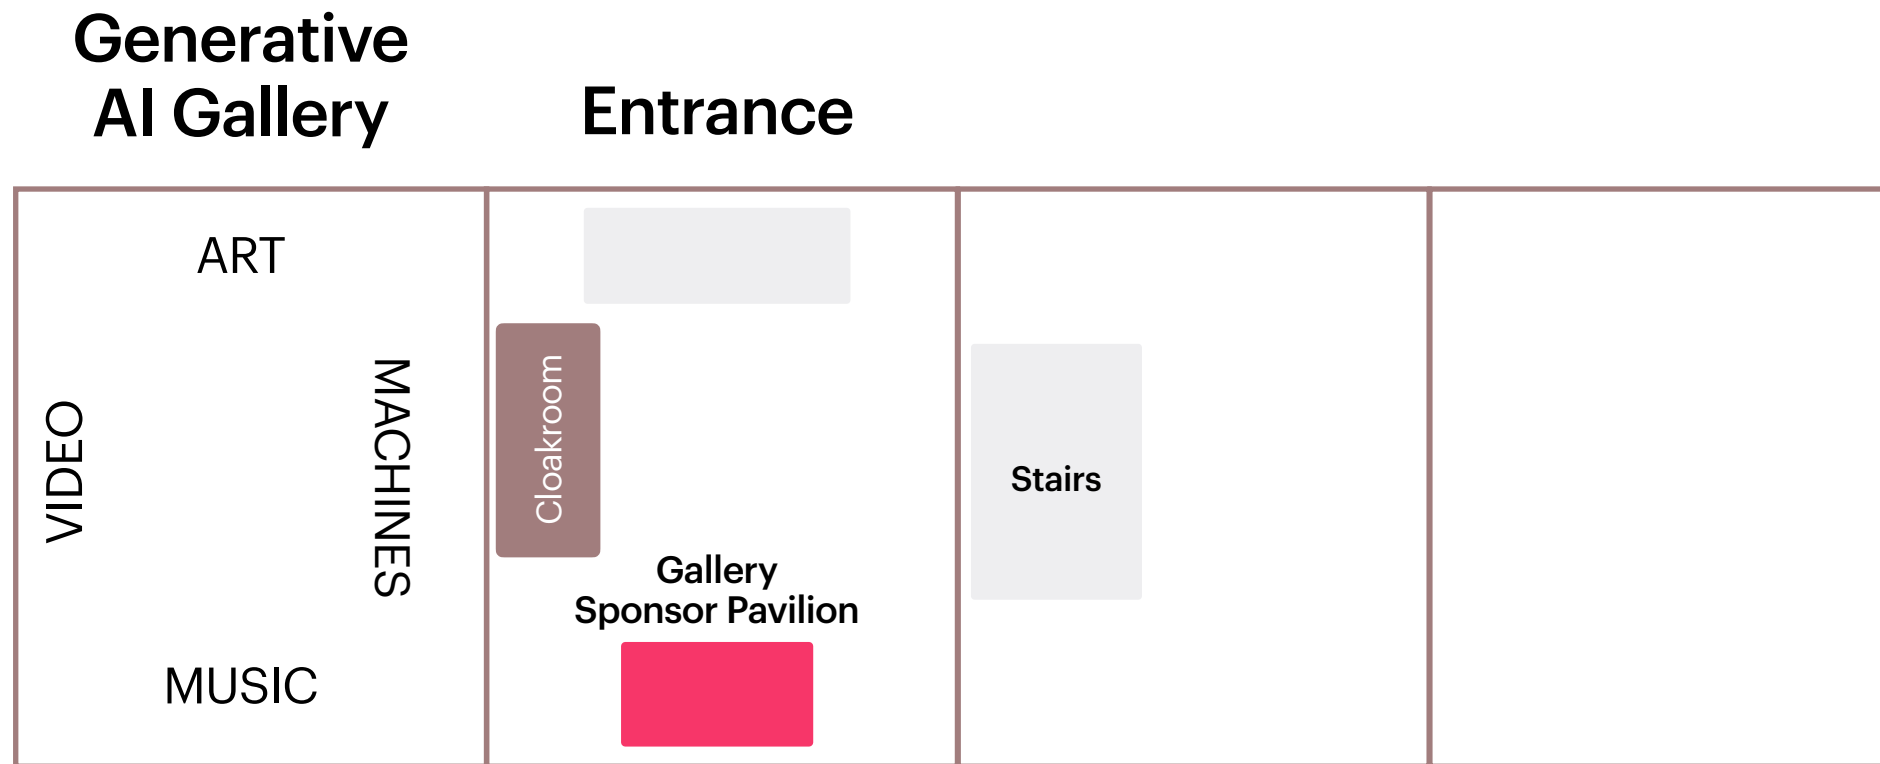 Generative
AI Gallery
Entrance
ART
VIDEO
MACHINES
MUSIC
Cloakroom
Gallery
Sponsor Pavilion
Stairs